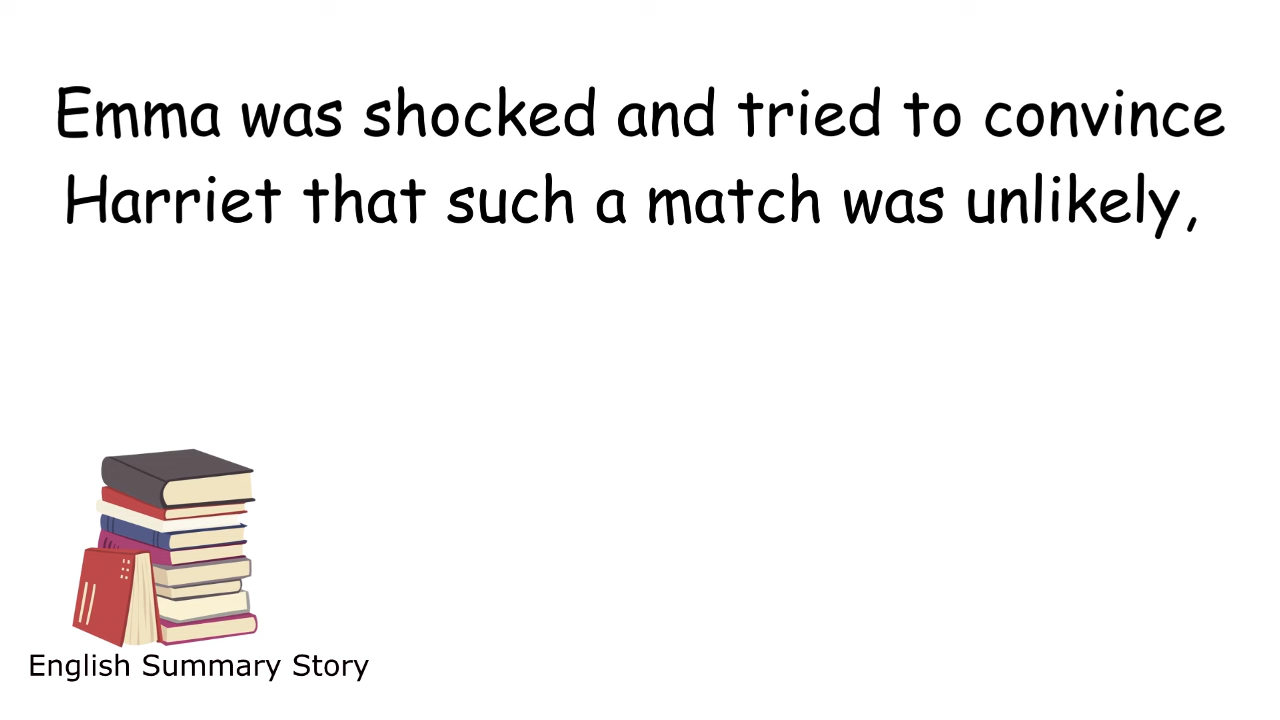 Emma was shocked and tried to convince
Harriet that such a match was unlikely,
English Summary Story